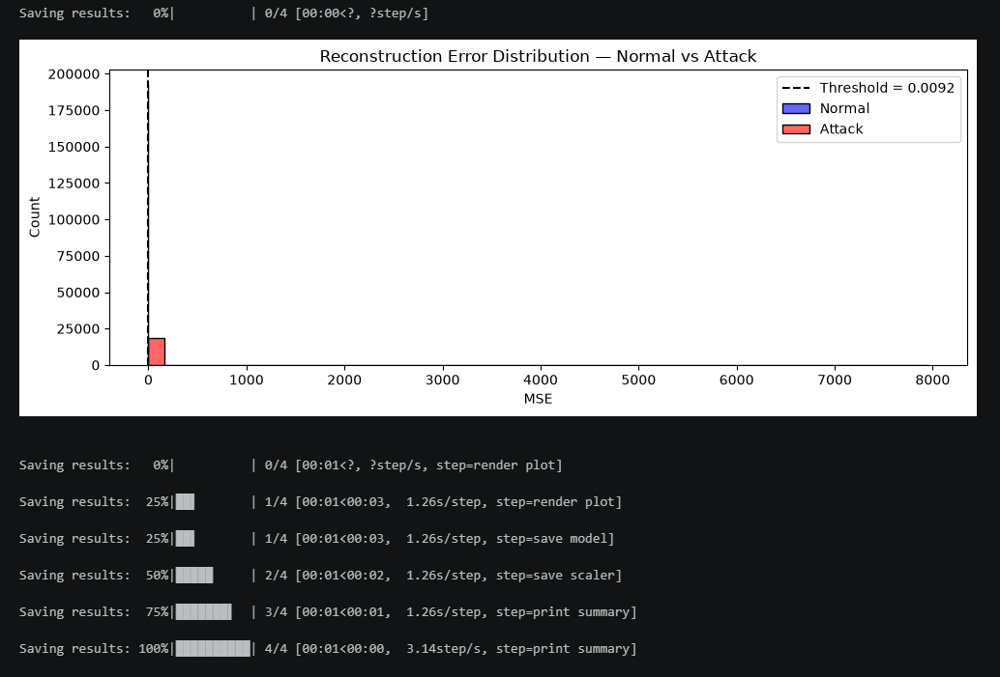 Saving results:   0%|          | 0/4 [00:00<?, ?step/s]
Reconstruction Error Distribution — Normal vs Attack
200000
175000
150000
125000
100000
75000
50000
25000
0
Count
Threshold = 0.0092
Normal
Attack
0 1000 2000 3000 4000 5000 6000 7000 8000
MSE
Saving results:   0%|          | 0/4 [00:01<?, ?step/s, step=render plot]
Saving results:  25%|██▌       | 1/4 [00:01<00:03,  1.26s/step, step=render plot]
Saving results:  25%|██▌       | 1/4 [00:01<00:03,  1.26s/step, step=save model]
Saving results:  50%|█████     | 2/4 [00:01<00:02,  1.26s/step, step=save scaler]
Saving results:  75%|███████▌  | 3/4 [00:01<00:01,  1.26s/step, step=print summary]
Saving results: 100%|██████████| 4/4 [00:01<00:00,  3.14step/s, step=print summary]